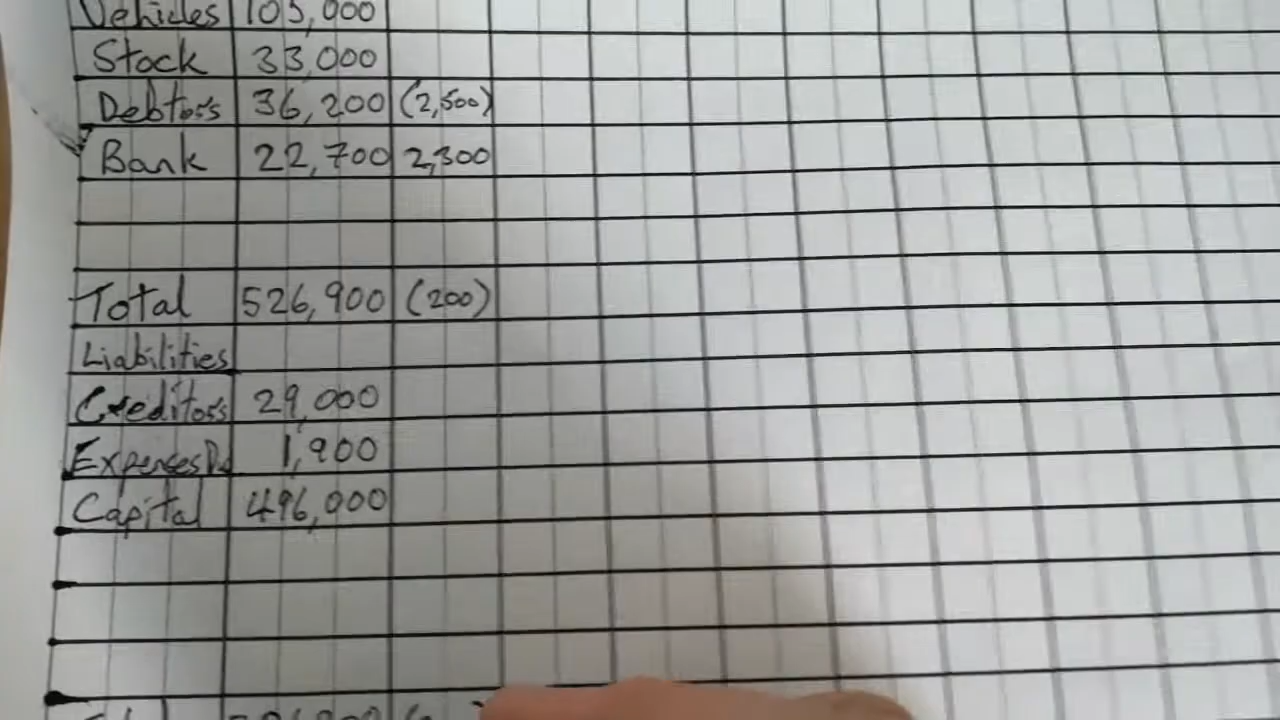 Vehicles 105,000
Stock 33,000
Debtors 36,200 (2,500)
Bank 22,700 2,300
Total 526,900 (200)
Liabilities
Creditors 29,000
Expenses 1,900
Capital 496,000